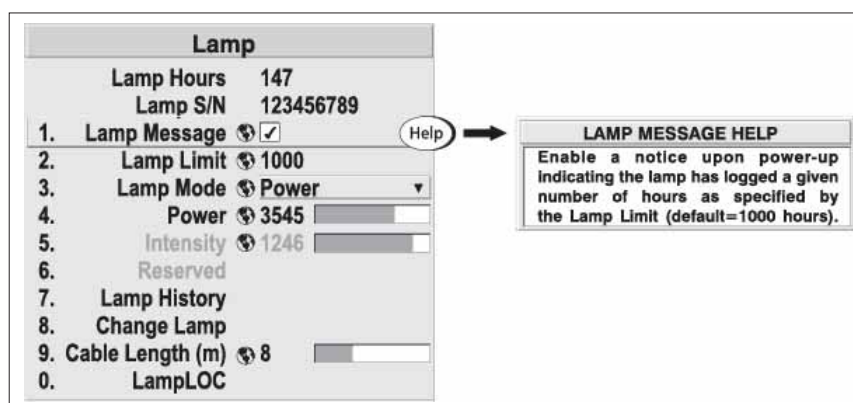 Lamp
Lamp Hours 147
Lamp S/N 123456789
1. Lamp Message
2. Lamp Limit 1000
3. Lamp Mode Power
4. Power 3545
5. Intensity 1246
6. Reserved
7. Lamp History
8. Change Lamp
9. Cable Length (m) 8
0. LampLOC
Help
LAMP MESSAGE HELP
Enable a notice upon power-up
indicating the lamp has logged a given
number of hours as specified by
the Lamp Limit (default=1000 hours).